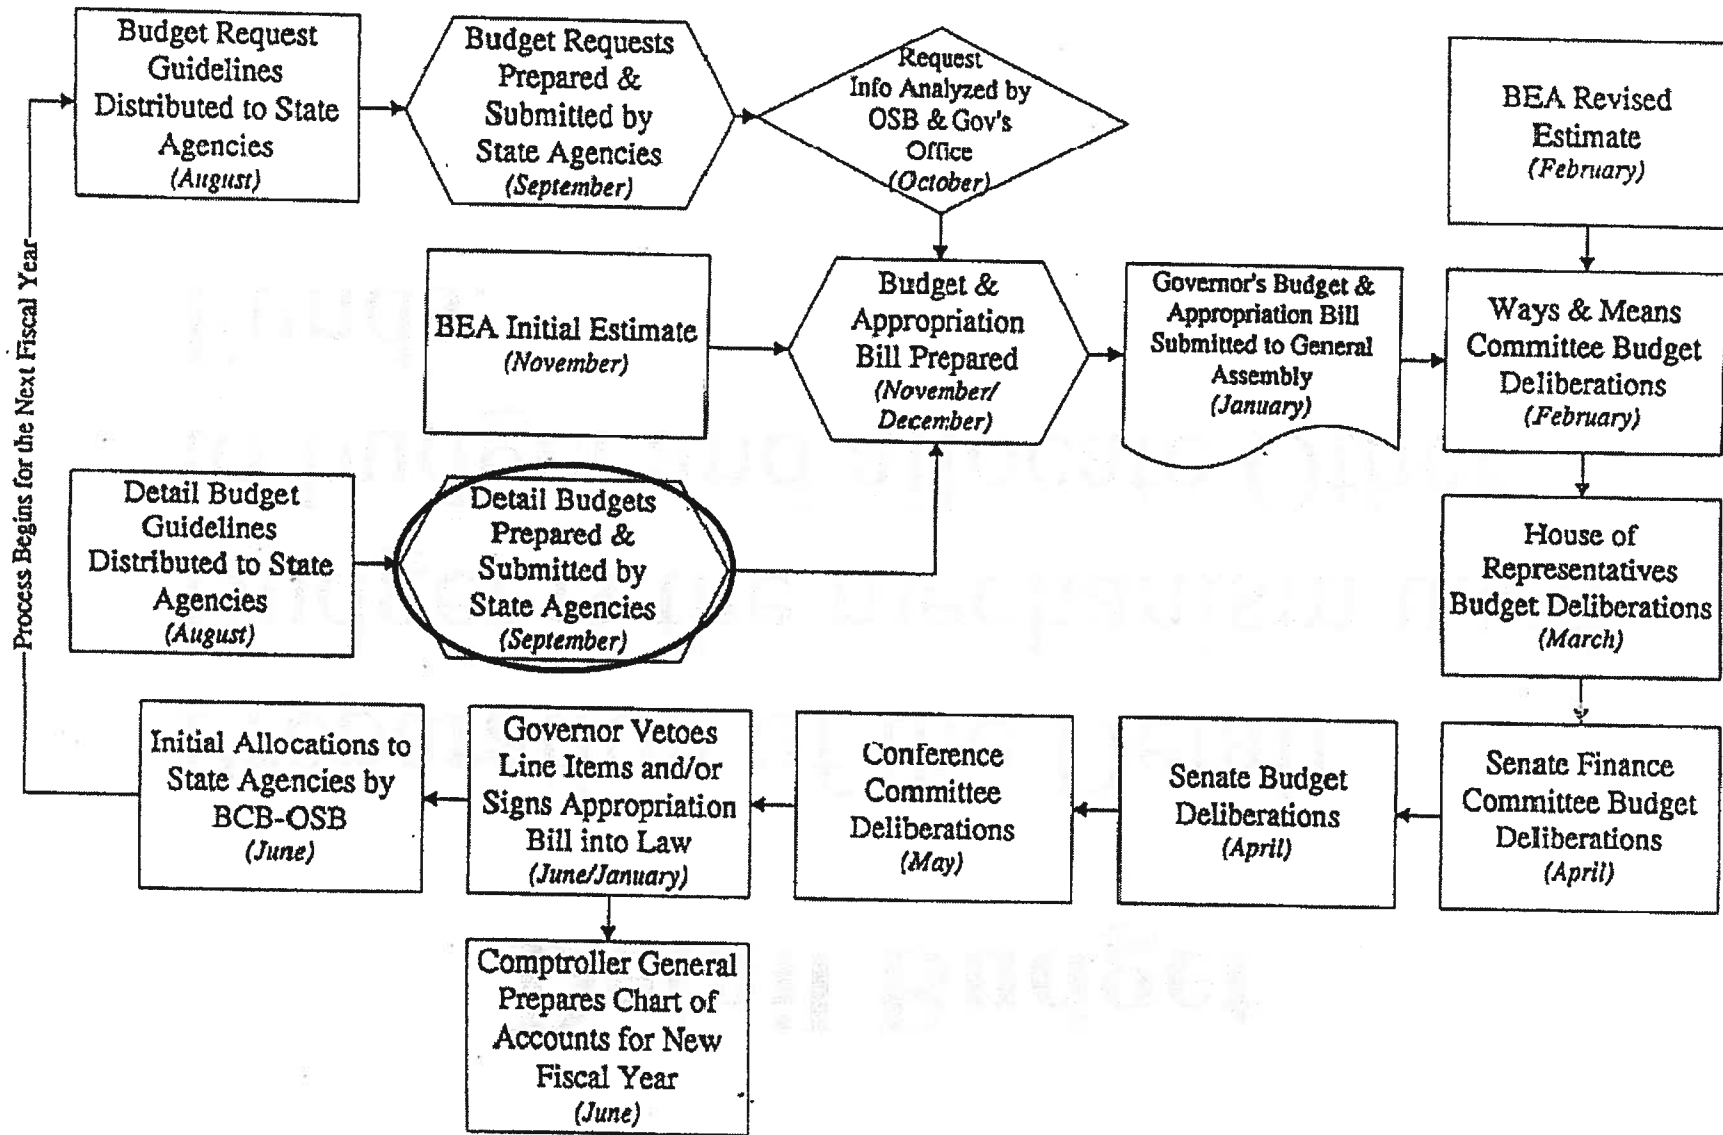 Budget Request
Guidelines
Distributed to State
Agencies
(August)
Budget Requests
Prepared &
Submitted by
State Agencies
(September)
Request
Info Analyzed by
OSB & Gov's
Office
(October)
BEA Revised
Estimate
(February)
Process Begins for the Next Fiscal Year
BEA Initial Estimate
(November)
Budget &
Appropriation
Bill Prepared
(November/
December)
Governor's Budget &
Appropriation Bill
Submitted to General
Assembly
(January)
Ways & Means
Committee Budget
Deliberations
(February)
Detail Budget
Guidelines
Distributed to State
Agencies
(August)
Detail Budgets
Prepared &
Submitted by
State Agencies
(September)
House of
Representatives
Budget Deliberations
(March)
Initial Allocations to
State Agencies by
BCB-OSB
(June)
Governor Vetoes
Line Items and/or
Signs Appropriation
Bill into Law
(June/January)
Conference
Committee
Deliberations
(May)
Senate Budget
Deliberations
(April)
Senate Finance
Committee Budget
Deliberations
(April)
Comptroller General
Prepares Chart of
Accounts for New
Fiscal Year
(June)